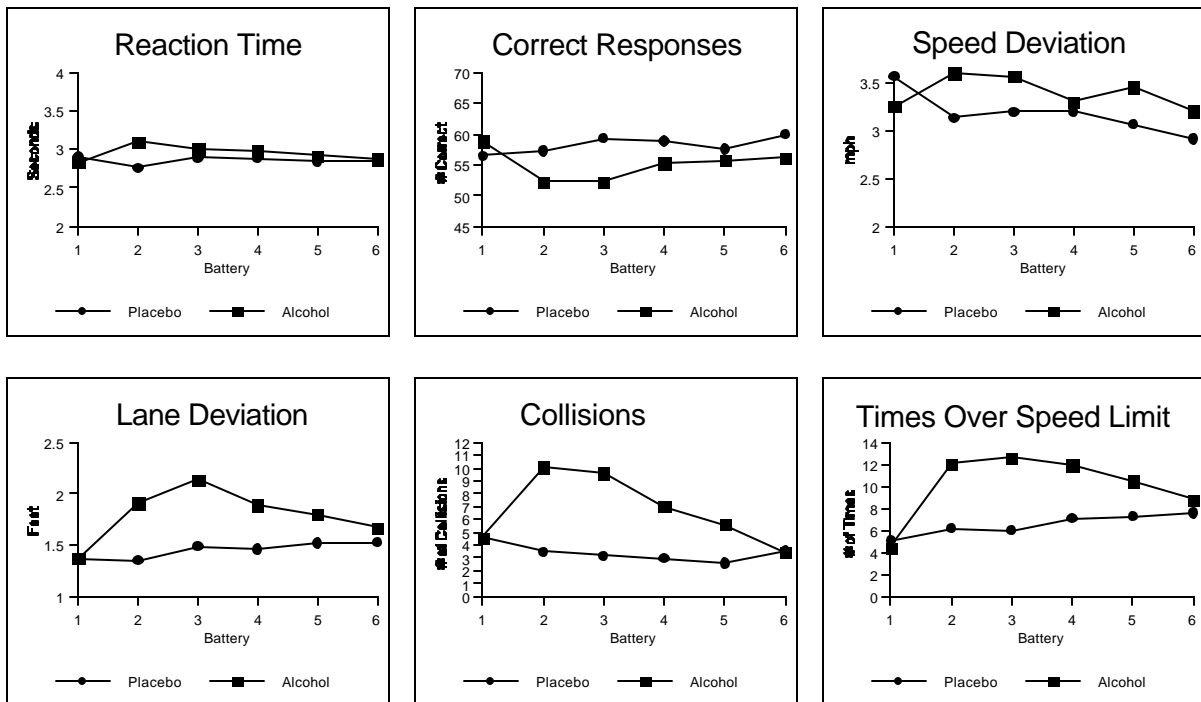 Reaction Time
Seconds
4
3.5
3
2.5
2
1 2 3 4 5 6
Battery
Placebo Alcohol
Correct Responses
# Correct
70
65
60
55
50
45
1 2 3 4 5 6
Battery
Placebo Alcohol
Speed Deviation
mph
3.5
3
2.5
2
1 2 3 4 5 6
Battery
Placebo Alcohol
Lane Deviation
Feet
2.5
2
1.5
1
1 2 3 4 5 6
Battery
Placebo Alcohol
Collisions
# of Collisions
12
11
10
9
8
7
6
5
4
3
2
1
0
1 2 3 4 5 6
Battery
Placebo Alcohol
Times Over Speed Limit
# of Times
14
12
10
8
6
4
2
0
1 2 3 4 5 6
Battery
Placebo Alcohol